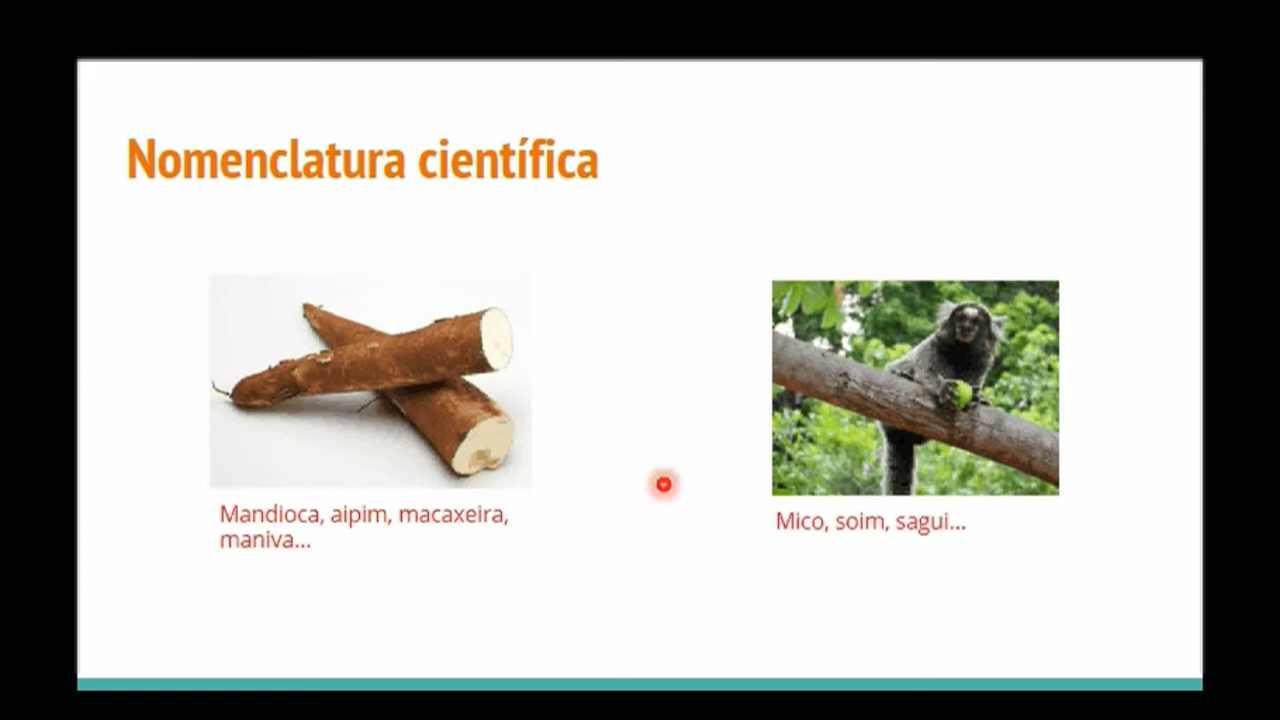 Nomenclatura científica
Mandioca, aipim, macaxeira,
maniva...
Mico, soim, sagui...